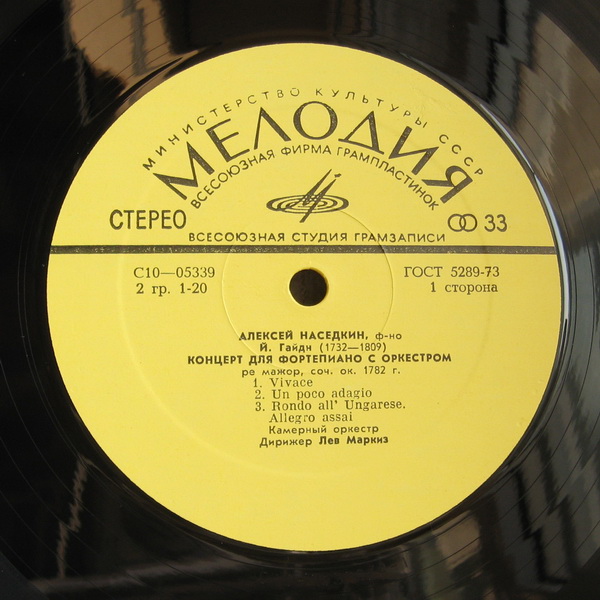 МИНИСТЕРСТВО КУЛЬТУРЫ СССР
МЕЛОДИЯ
ВСЕСОЮЗНАЯ ФИРМА ГРАМПЛАСТИНОК
СТЕРЕО
33
ВСЕСОЮЗНАЯ СТУДИЯ ГРАМЗАПИСИ
С10—05339
ГОСТ 5289-73
2 гр. 1-20
1 сторона
АЛЕКСЕЙ НАСЕДКИН, ф-но
Й. Гайдн (1732—1809)
КОНЦЕРТ ДЛЯ ФОРТЕПИАНО С ОРКЕСТРОМ
ре мажор, соч. ок. 1782 г.
1. Vivace
2. Un poco adagio
3. Rondo all' Ungarese.
Allegro assai
Камерный оркестр
Дирижер Лев Маркиз